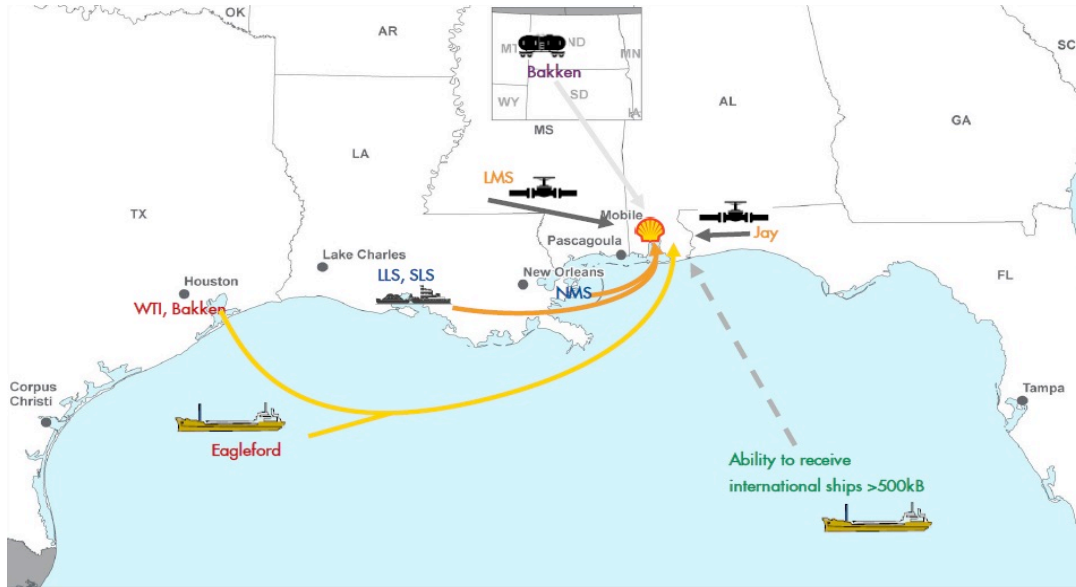 OK
AR
SC
MT
ND
MN
Bakken
WY
SD
IA
AL
GA
MS
LA
LMS
TX
Mobile
Jay
Pascagoula
Lake Charles
LLS, SLS
New Orleans
FL
Houston
NMS
WTI, Bakken
Corpus
Christi
Tampa
Eagleford
Ability to receive
international ships >500kB